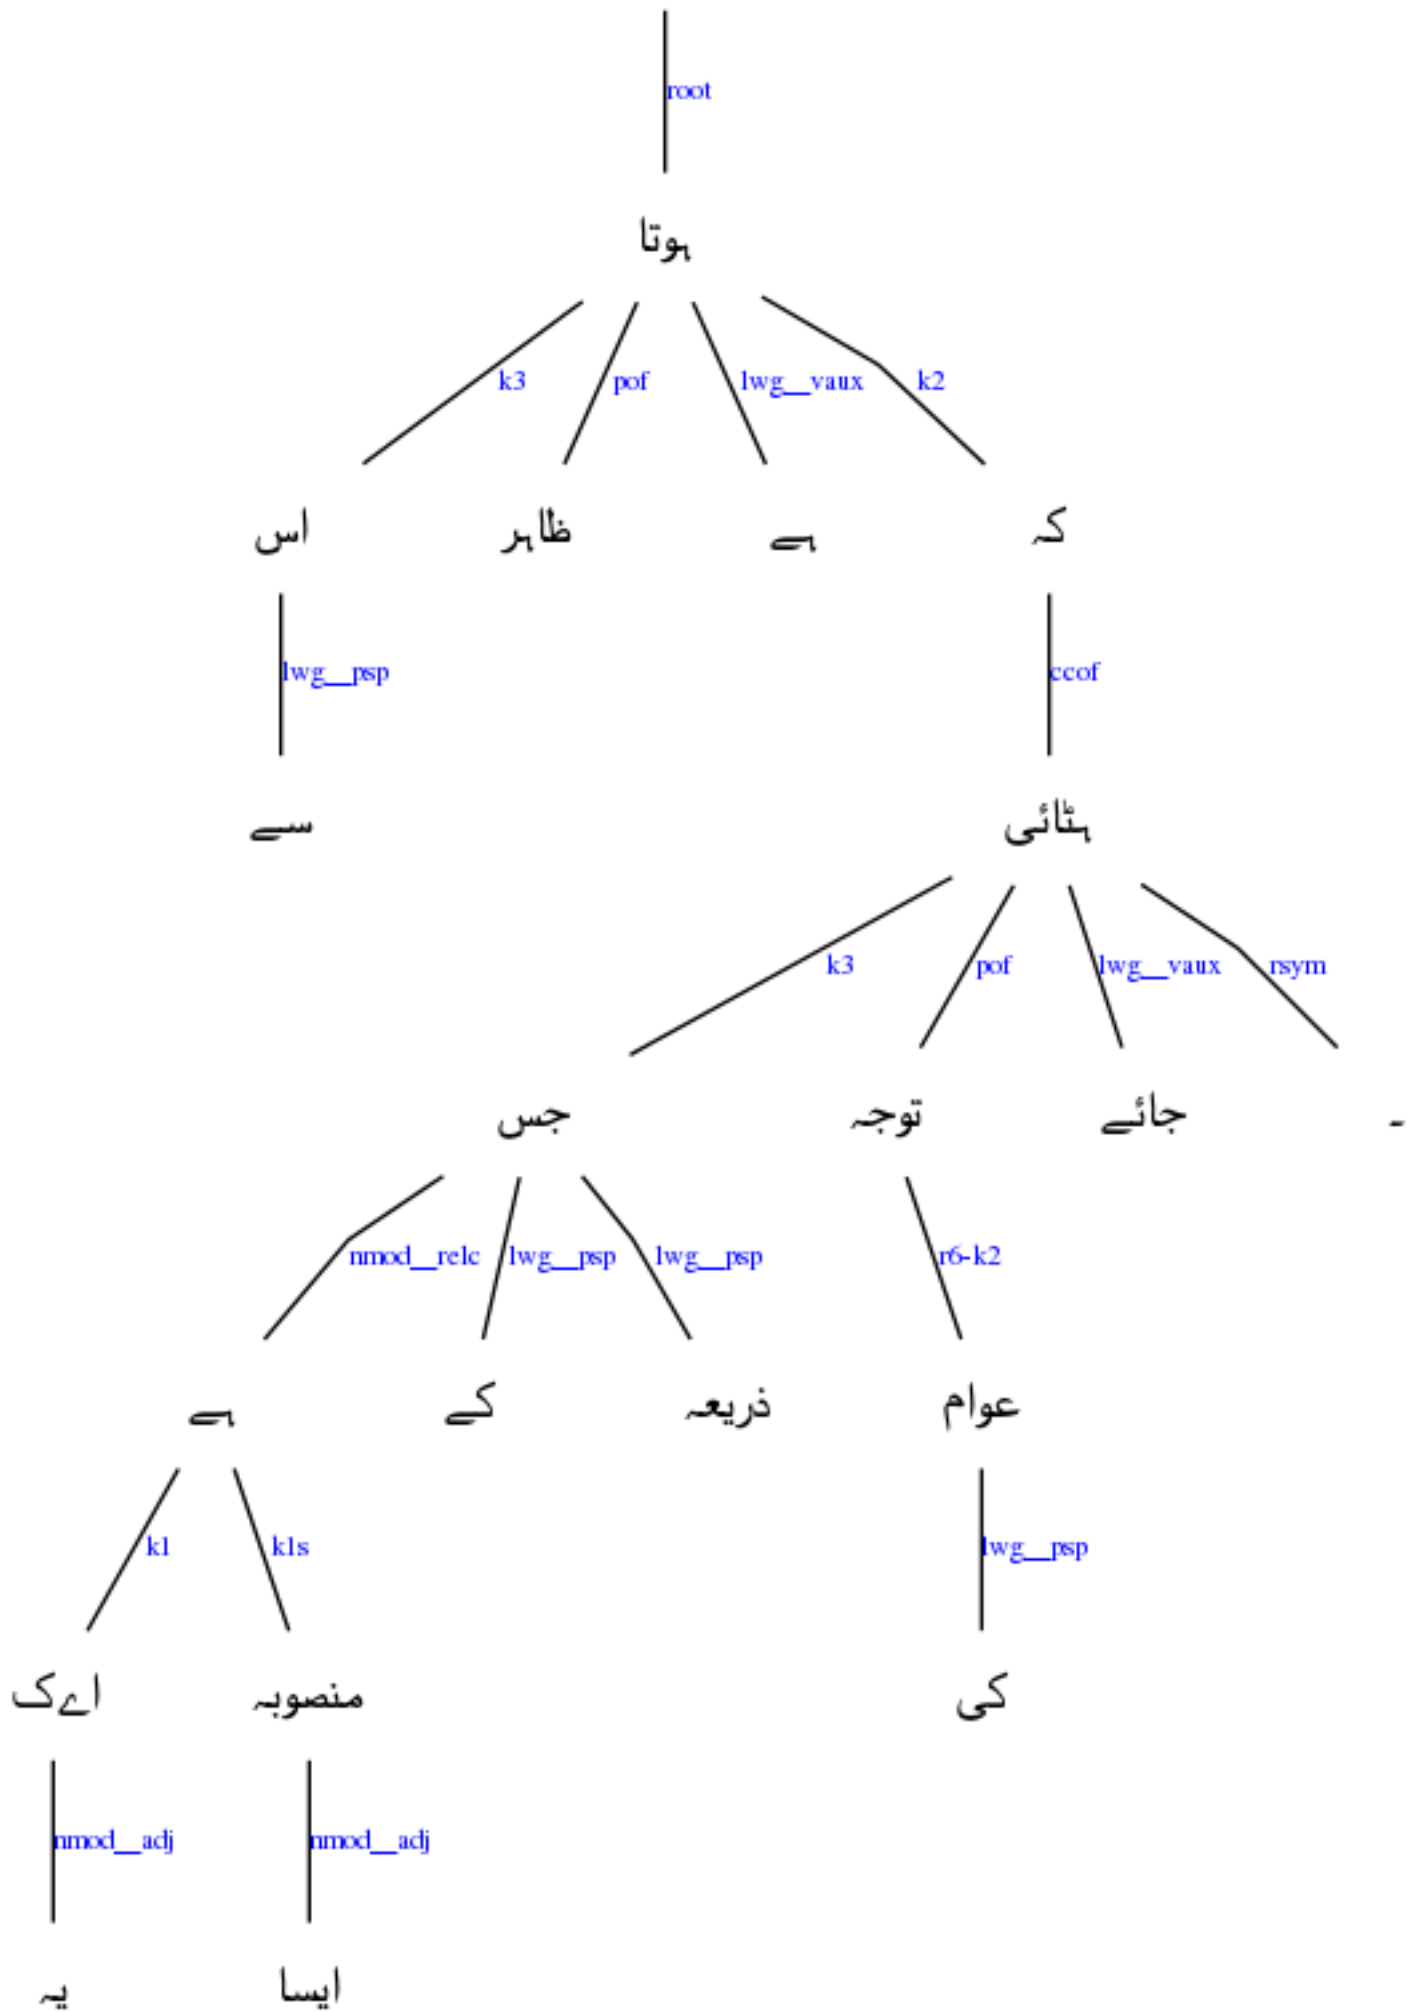 root
ہوتا
k3 pof lwg__vaux k2
اس ظاہر ہے کہ
lwg__psp ccof
سے ہٹائی
k3 pof lwg__vaux rsym
جس توجہ جائے ۔
nmod__relc lwg__psp lwg__psp r6-k2
ہے کے ذریعہ عوام
k1 k1s lwg__psp
اےک منصوبہ کی
nmod__adj nmod__adj
یہ ایسا